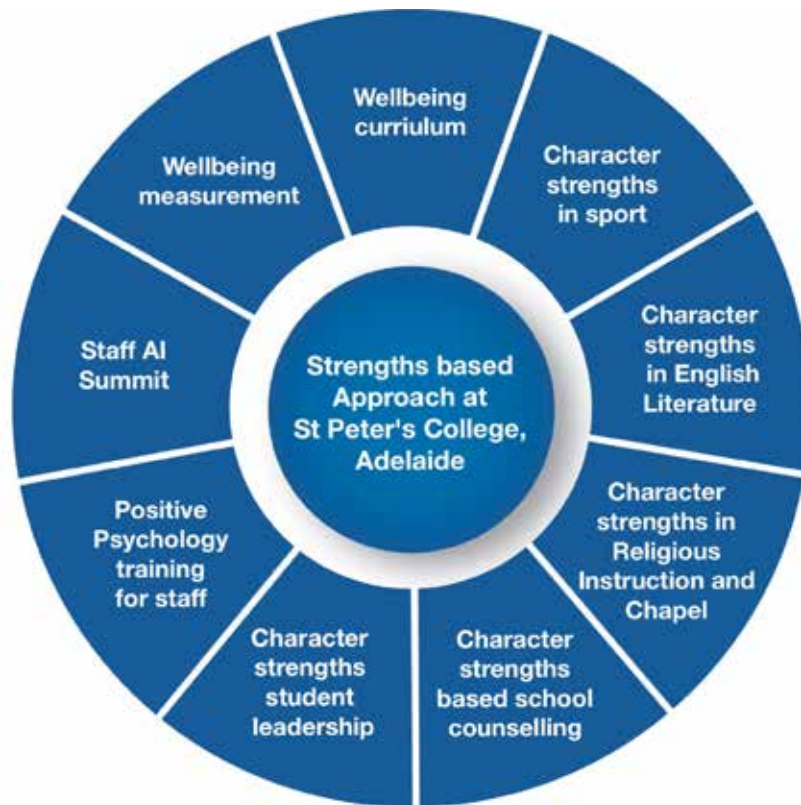 Wellbeing
curriulum
Character
strengths
in sport
Character
strengths
in English
Literature
Character
strengths in
Religious
Instruction and
Chapel
Character
strengths
based school
counselling
Character
strengths
student
leadership
Positive
Psychology
training
for staff
Staff AI
Summit
Wellbeing
measurement
Strengths based
Approach at
St Peter's College,
Adelaide